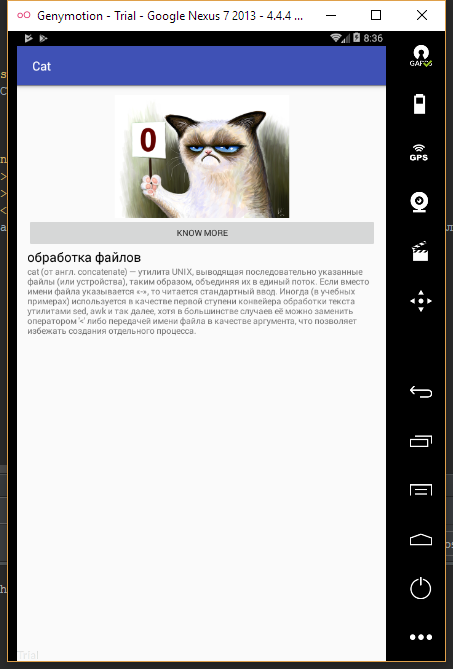 Genymotion - Trial - Google Nexus 7 2013 - 4.4.4 ...
8:36
GAPPS
Cat
0
KNOW MORE
GPS
обработка файлов
cat (от англ. concatenate) — утилита UNIX, выводящая последовательно указанные
файлы (или устройства), таким образом, объединяя их в единый поток. Если вместо
имени файла указывается «-», то читается стандартный ввод. Иногда (в учебных
примерах) используется в качестве первой ступени конвейера обработки текста
утилитами sed, awk и так далее, хотя в большинстве случаев её можно заменить
оператором '<' либо передачей имени файла в качестве аргумента, что позволяет
избежать создания отдельного процесса.
Trial